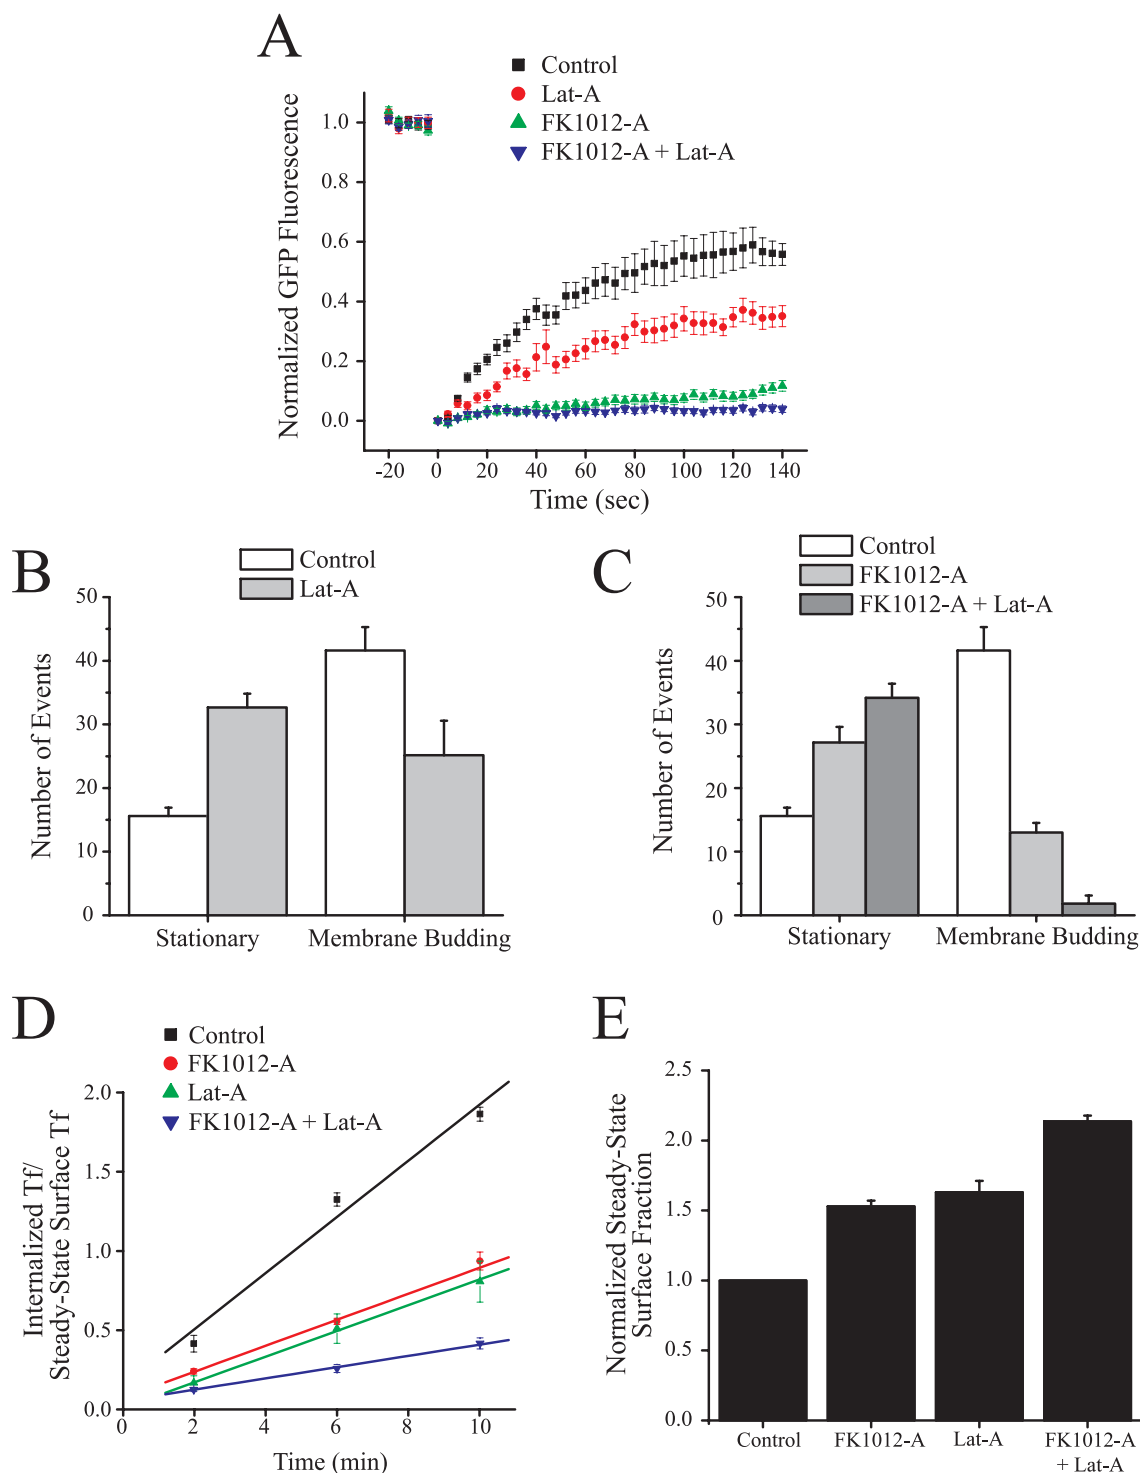 A
Control
Lat-A
FK1012-A
FK1012-A + Lat-A
Normalized GFP Fluorescence
1.0
0.8
0.6
0.4
0.2
0.0
-20 0 20 40 60 80 100 120 140
Time (sec)
B
Control
Lat-A
Number of Events
50
40
30
20
10
0
Stationary Membrane Budding
C
Control
FK1012-A
FK1012-A + Lat-A
Number of Events
50
40
30
20
10
0
Stationary Membrane Budding
D
Control
FK1012-A
Lat-A
FK1012-A + Lat-A
Internalized Tf/
Steady-State Surface Tf
2.0
1.5
1.0
0.5
0.0
0 2 4 6 8 10
Time (min)
E
Normalized Steady-State
Surface Fraction
2.5
2.0
1.5
1.0
0.5
0.0
Control FK1012-A Lat-A FK1012-A
+ Lat-A